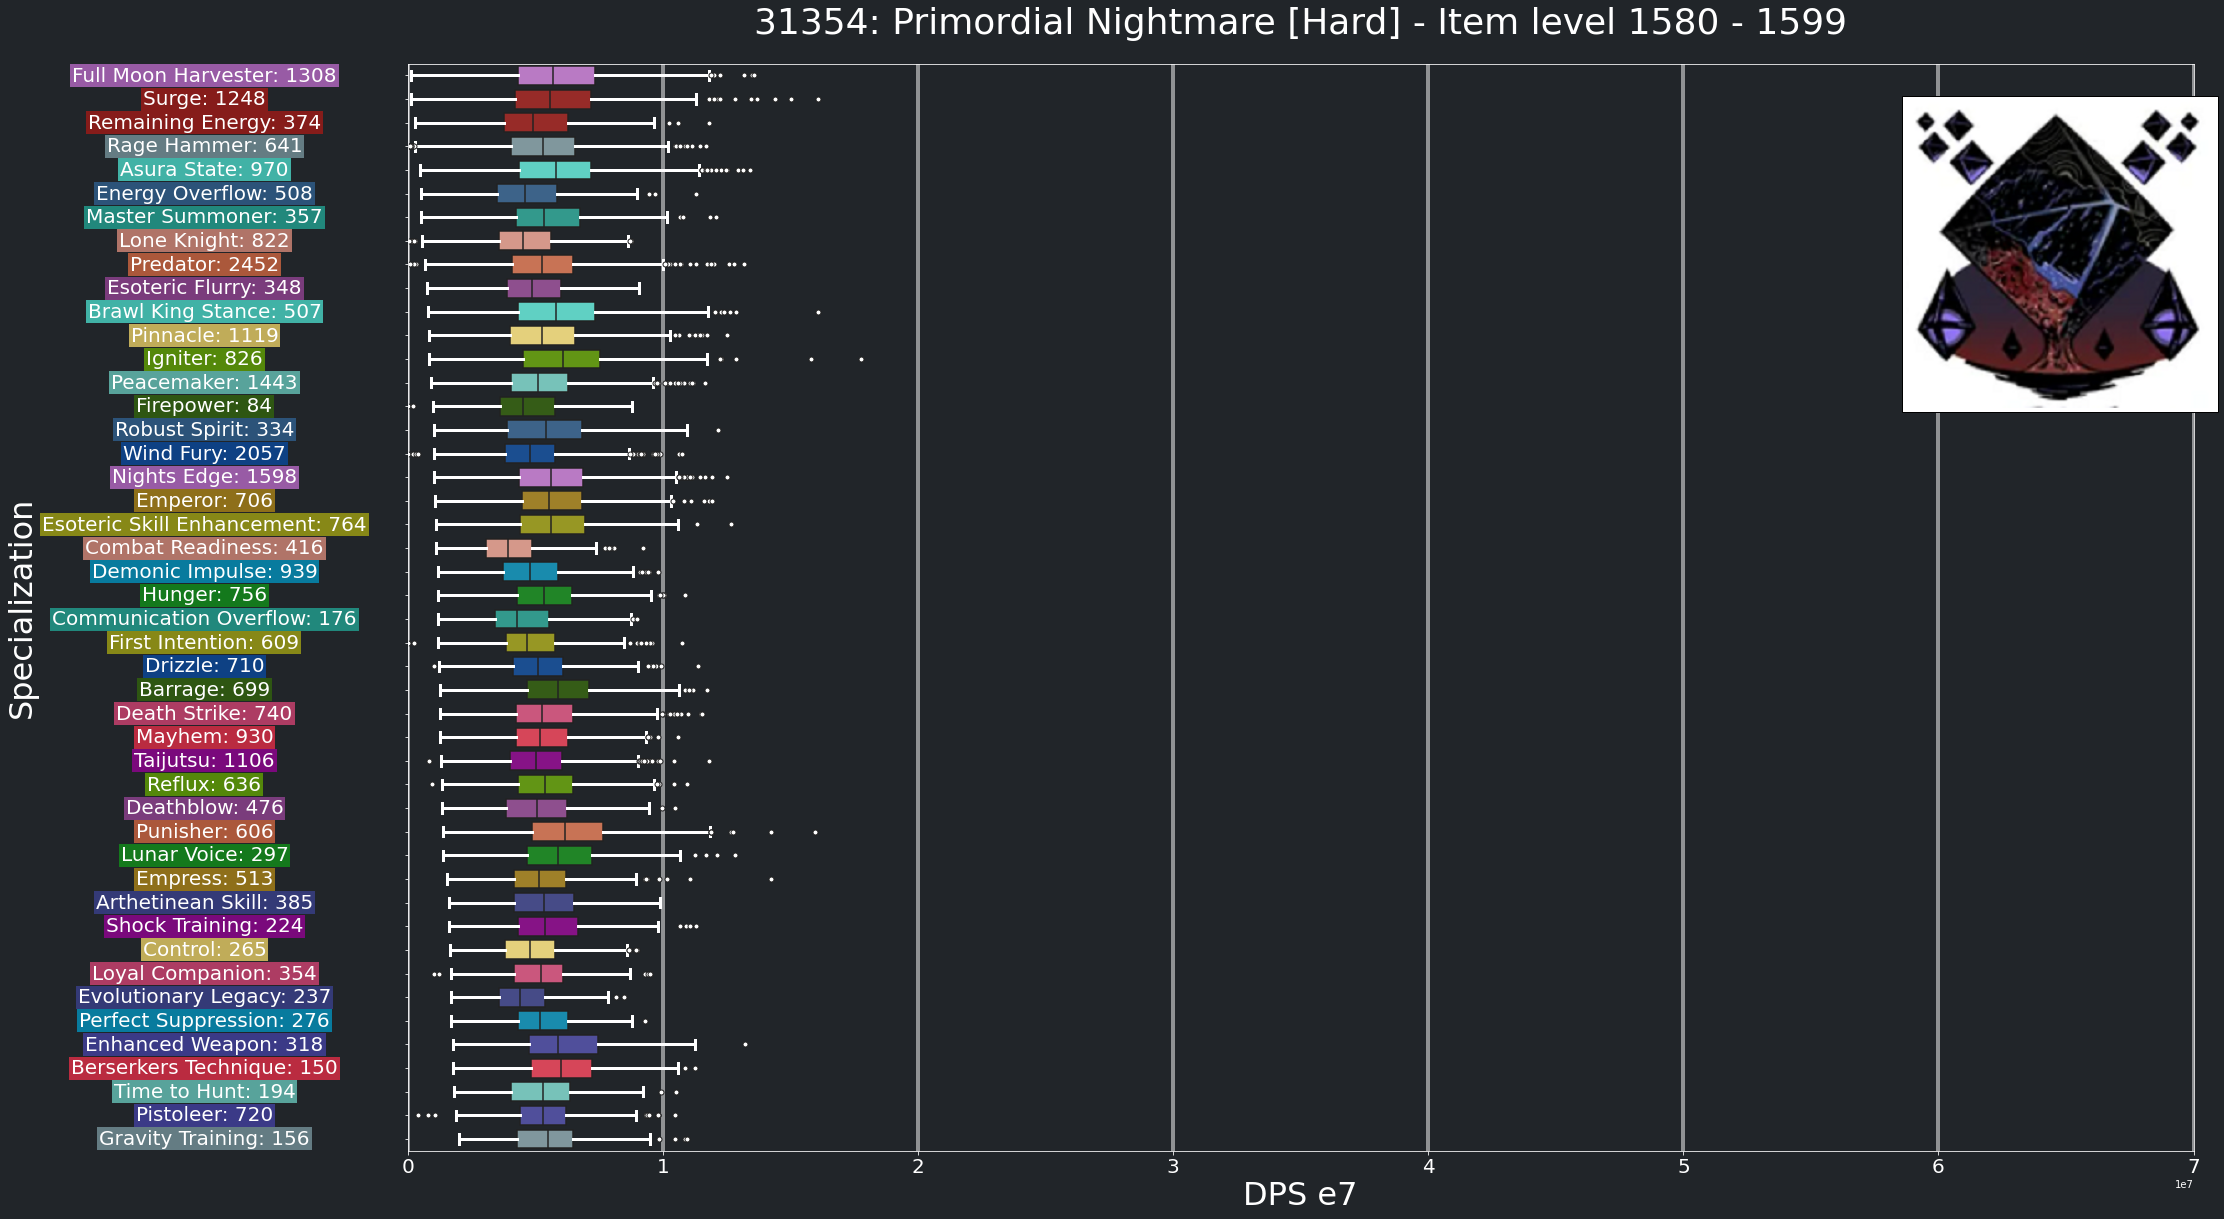 31354: Primordial Nightmare [Hard] - Item level 1580 - 1599
Full Moon Harvester: 1308
Surge: 1248
Remaining Energy: 374
Rage Hammer: 641
Asura State: 970
Energy Overflow: 508
Master Summoner: 357
Lone Knight: 822
Predator: 2452
Esoteric Flurry: 348
Brawl King Stance: 507
Pinnacle: 1119
Igniter: 826
Peacemaker: 1443
Firepower: 84
Robust Spirit: 334
Wind Fury: 2057
Nights Edge: 1598
Emperor: 706
Esoteric Skill Enhancement: 764
Combat Readiness: 416
Demonic Impulse: 939
Hunger: 756
Communication Overflow: 176
First Intention: 609
Drizzle: 710
Barrage: 699
Death Strike: 740
Mayhem: 930
Taijutsu: 1106
Reflux: 636
Deathblow: 476
Punisher: 606
Lunar Voice: 297
Empress: 513
Arthetinean Skill: 385
Shock Training: 224
Control: 265
Loyal Companion: 354
Evolutionary Legacy: 237
Perfect Suppression: 276
Enhanced Weapon: 318
Berserkers Technique: 150
Time to Hunt: 194
Pistoleer: 720
Gravity Training: 156
Specialization
0 1 2 3 4 5 6 7
1e7
DPS e7